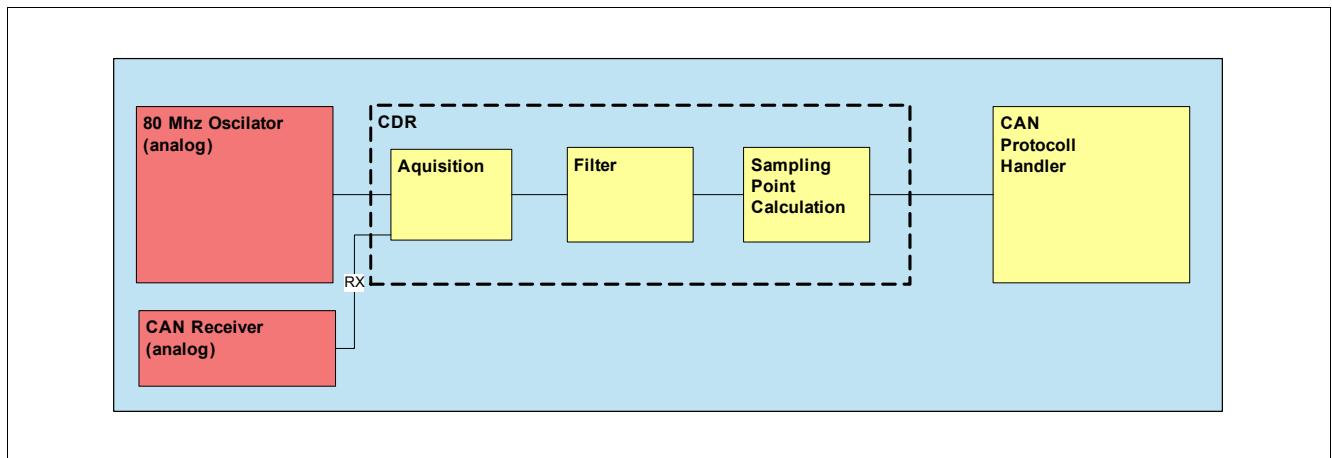 80 Mhz Oscilator
(analog)
CDR
Aquisition
Filter
Sampling
Point
Calculation
CAN
Protocoll
Handler
RX
CAN Receiver
(analog)